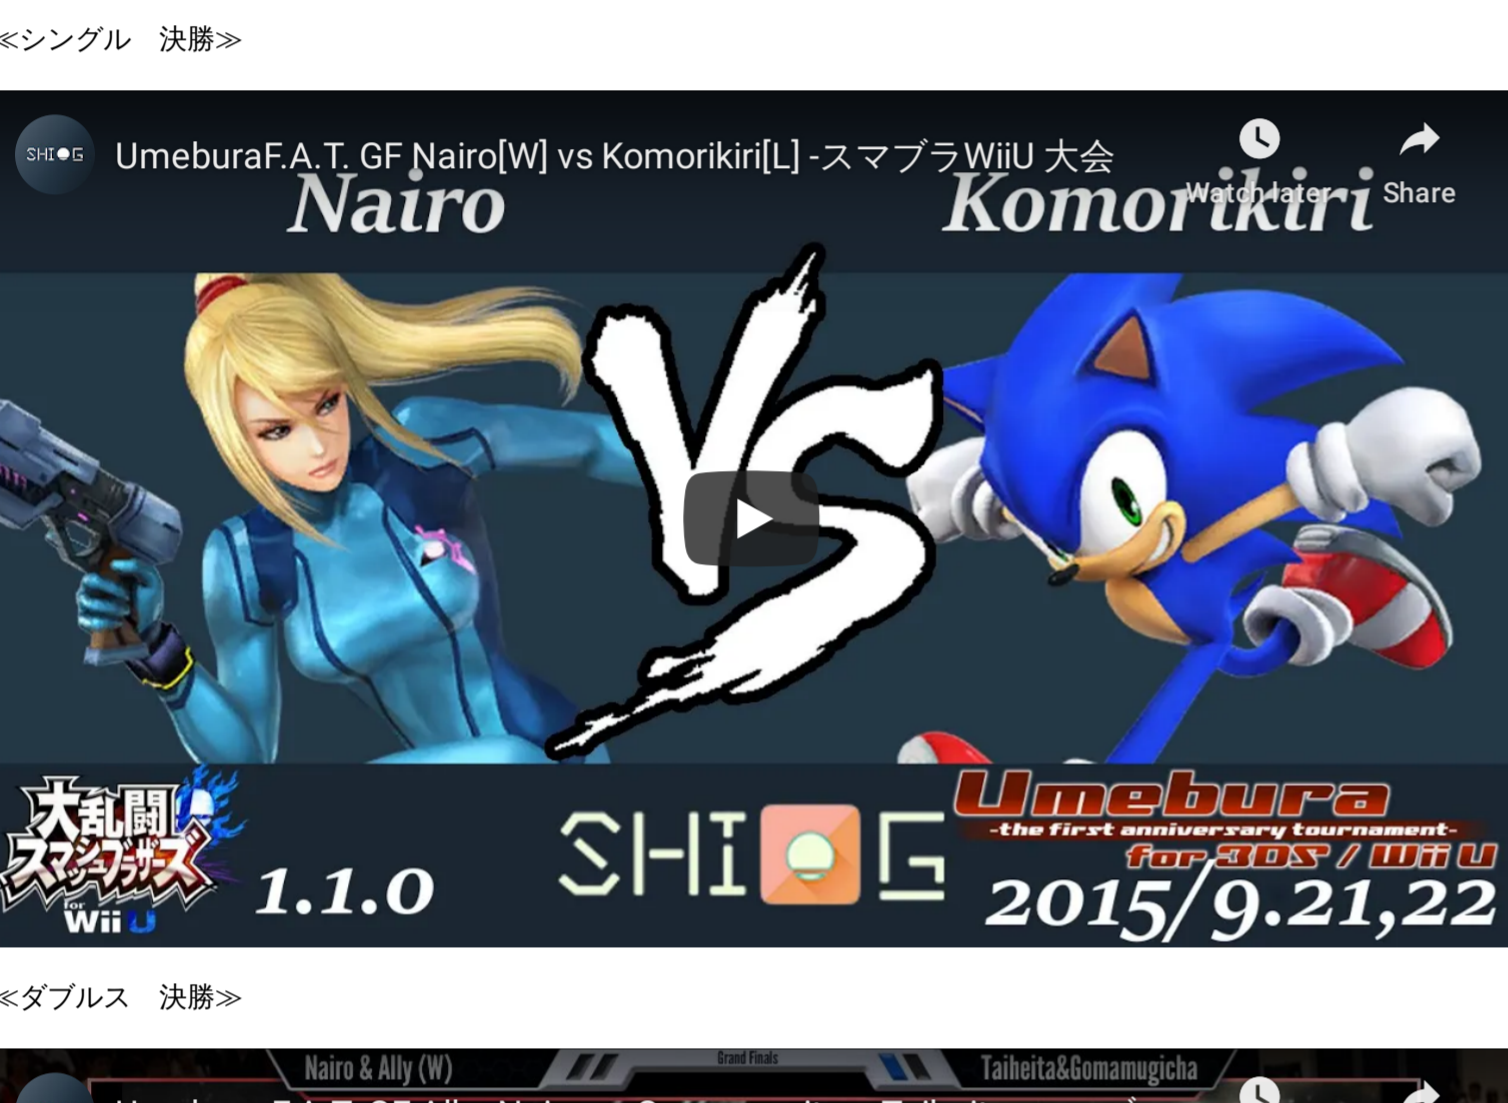 ≪シングル　決勝≫
SHIG
UmeburaF.A.T. GF Nairo[W] vs Komorikiri[L] -スマブラWiiU 大会
Watch later
Share
Nairo
Komorikiri
VS
大乱闘
スマッシュブラザーズ
for
Wii U
1.1.0
SHIG
Umebura
-the first anniversary tournament-
for 3DS / Wii U
2015/9.21,22
≪ダブルス　決勝≫
Nairo & Ally (W)
Grand Finals
Taiheita&Gomamugicha